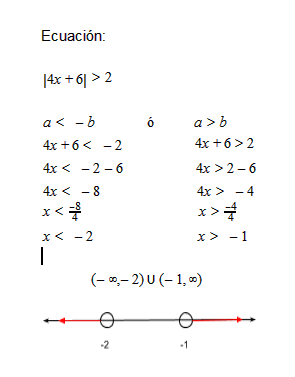 Ecuación:
|4x + 6| > 2
a < – b ó a > b
4x + 6 < – 2 4x + 6 > 2
4x < – 2 – 6 4x > 2 – 6
4x < – 8 4x > – 4
x < –8/4 x > –4/4
x < – 2 x > – 1
(– ∞,– 2) ∪ (– 1, ∞)
-2 -1